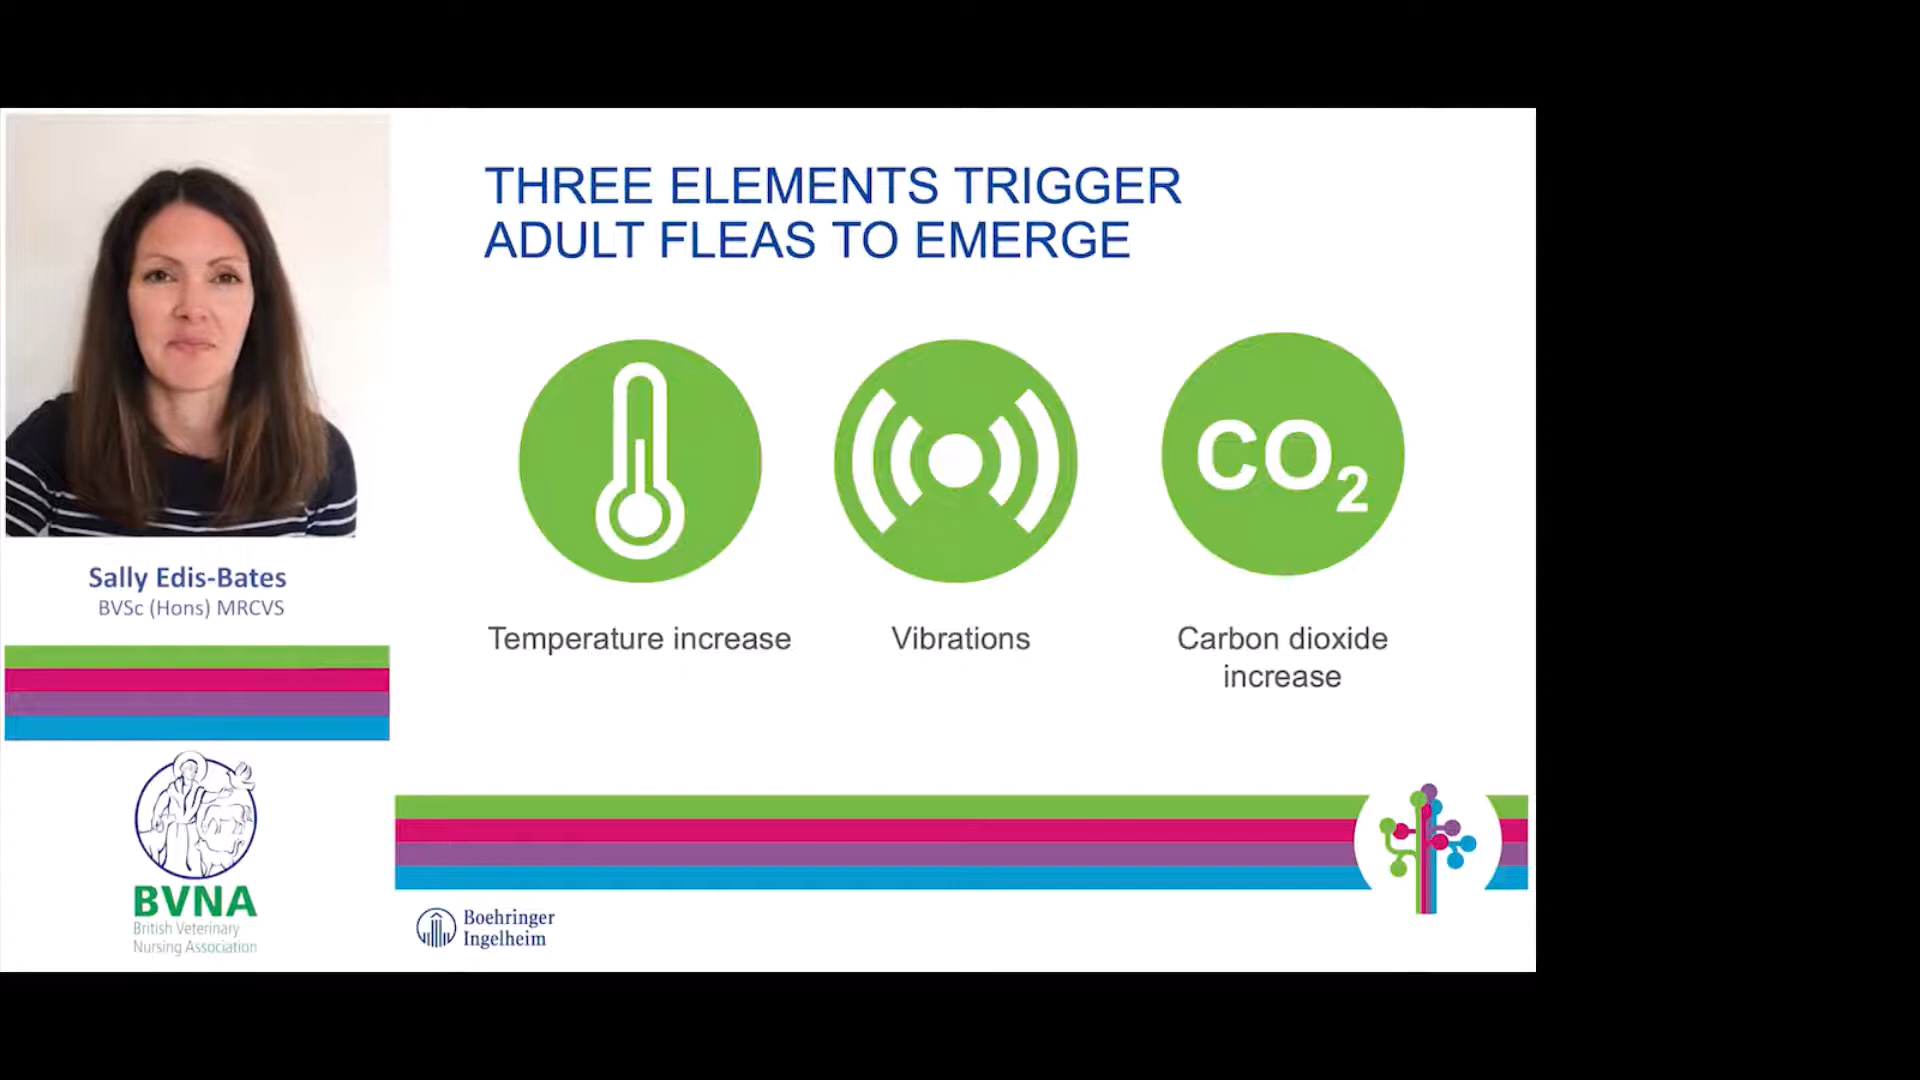 THREE ELEMENTS TRIGGER
ADULT FLEAS TO EMERGE
CO₂
Temperature increase
Vibrations
Carbon dioxide
increase
Sally Edis-Bates
BVSc (Hons) MRCVS
BVNA
British Veterinary
Nursing Association
Boehringer
Ingelheim